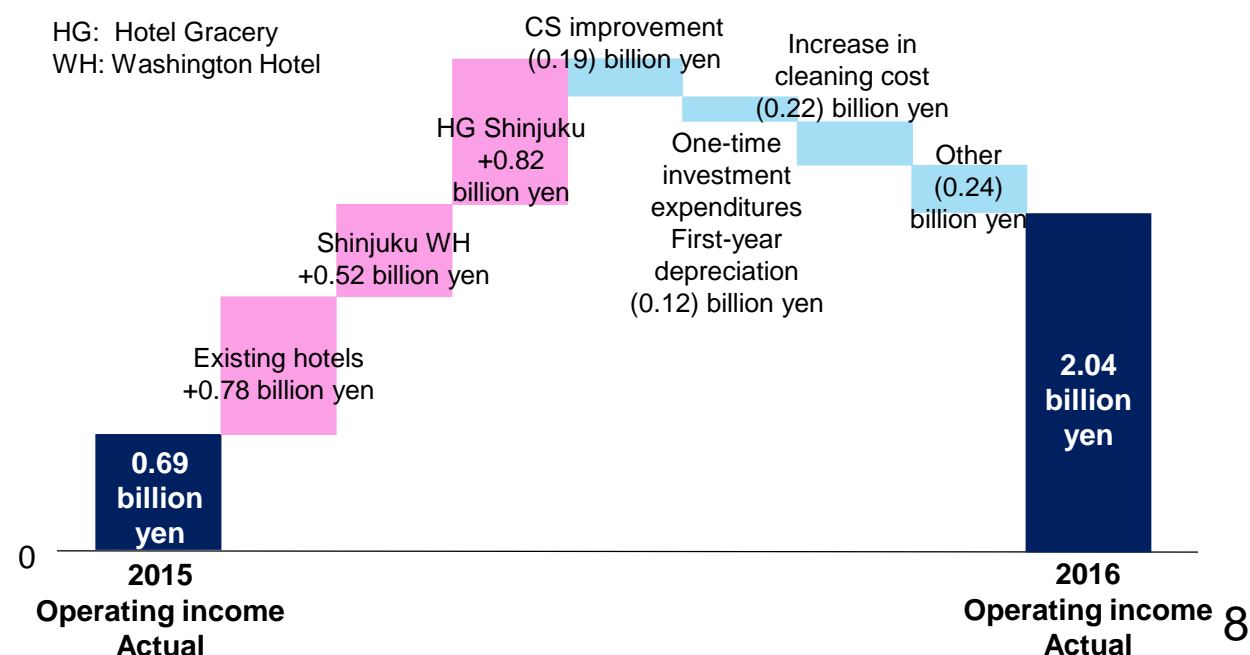 HG:  Hotel Gracery
WH: Washington Hotel
0.69
billion
yen
Existing hotels
+0.78 billion yen
Shinjuku WH
+0.52 billion yen
HG Shinjuku
+0.82
billion yen
CS improvement
(0.19) billion yen
One-time
investment
expenditures
First-year
depreciation
(0.12) billion yen
Increase in
cleaning cost
(0.22) billion yen
Other
(0.24)
billion yen
2.04
billion
yen
0
2015
Operating income
Actual
2016
Operating income
Actual
8